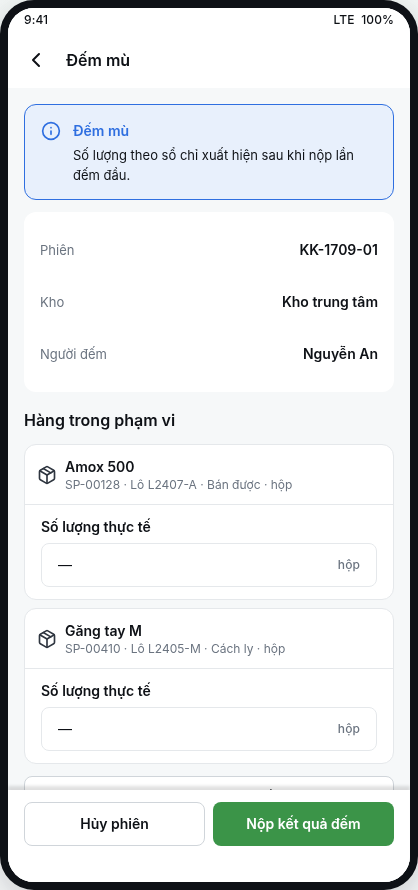 9:41
LTE 100%
Đếm mù
Đếm mù
Số lượng theo sổ chỉ xuất hiện sau khi nộp lần
đếm đầu.
Phiên
KK-1709-01
Kho
Kho trung tâm
Người đếm
Nguyễn An
Hàng trong phạm vi
Amox 500
SP-00128 · Lô L2407-A · Bán được · hộp
Số lượng thực tế
—
hộp
Găng tay M
SP-00410 · Lô L2405-M · Cách ly · hộp
Số lượng thực tế
—
hộp
Hủy phiên
Nộp kết quả đếm